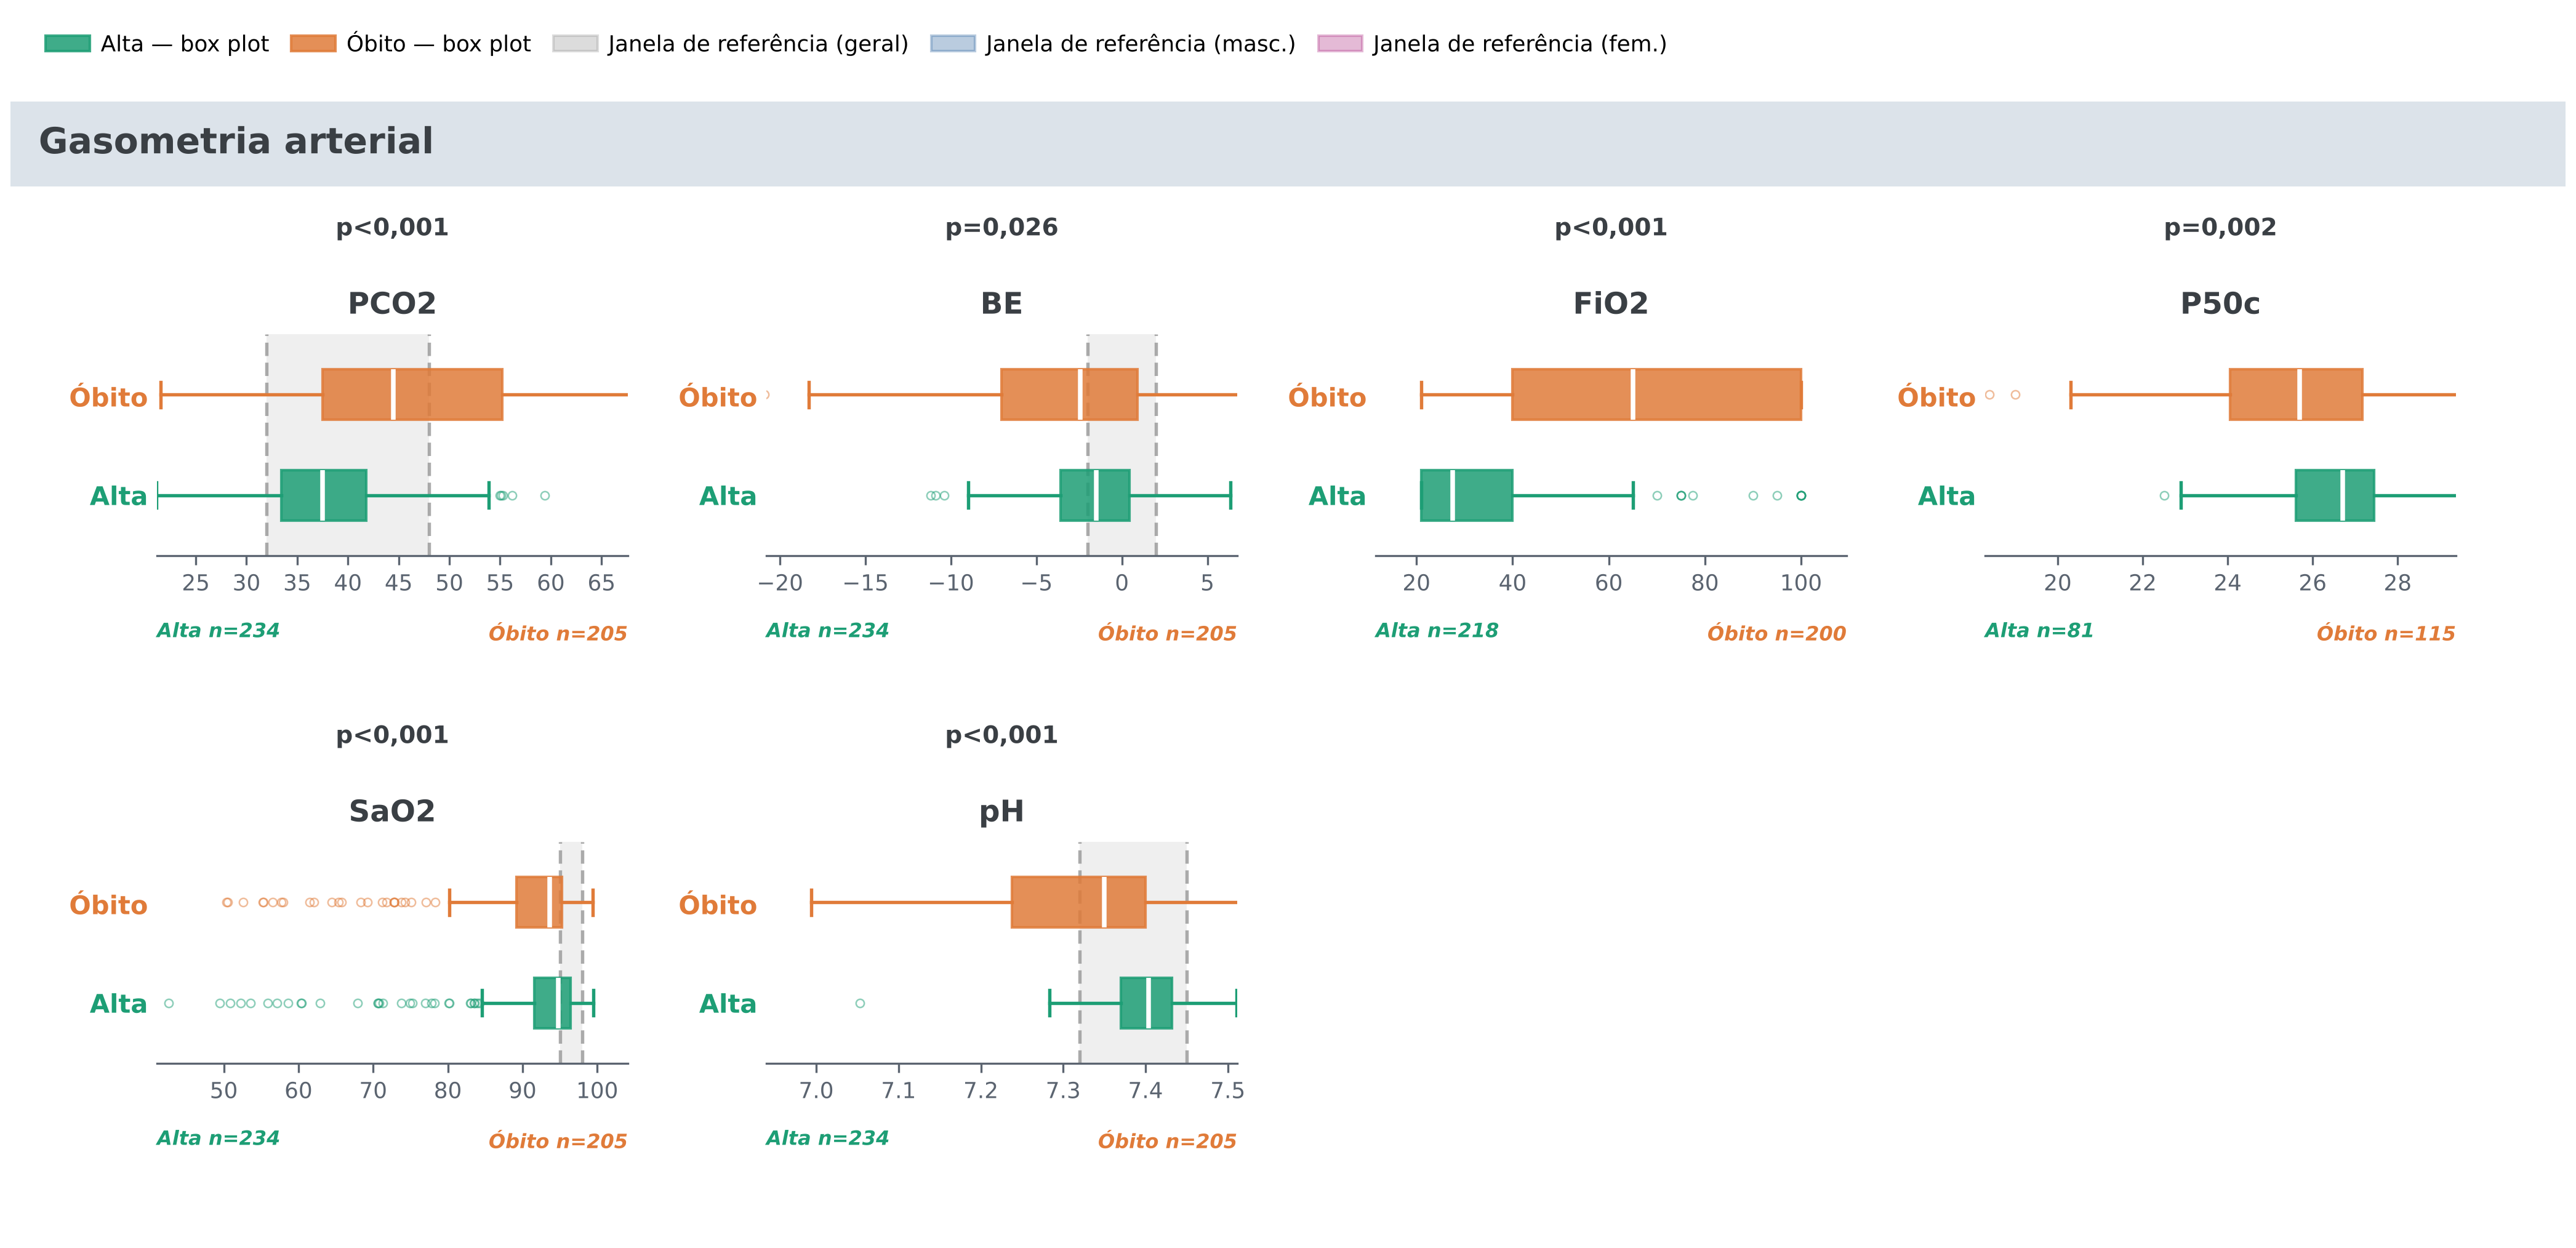 Alta — box plot Óbito — box plot Janela de referência (geral) Janela de referência (masc.) Janela de referência (fem.)
Gasometria arterial
p<0,001 p=0,026 p<0,001 p=0,002
PCO2 BE FiO2 P50c
Óbito Óbito Óbito Óbito
Alta Alta Alta Alta
25 30 35 40 45 50 55 60 65 −20 −15 −10 −5 0 5 20 40 60 80 100 20 22 24 26 28
Alta n=234 Óbito n=205 Alta n=234 Óbito n=205 Alta n=218 Óbito n=200 Alta n=81 Óbito n=115
p<0,001 p<0,001
SaO2 pH
Óbito Óbito
Alta Alta
50 60 70 80 90 100 7.0 7.1 7.2 7.3 7.4 7.5
Alta n=234 Óbito n=205 Alta n=234 Óbito n=205